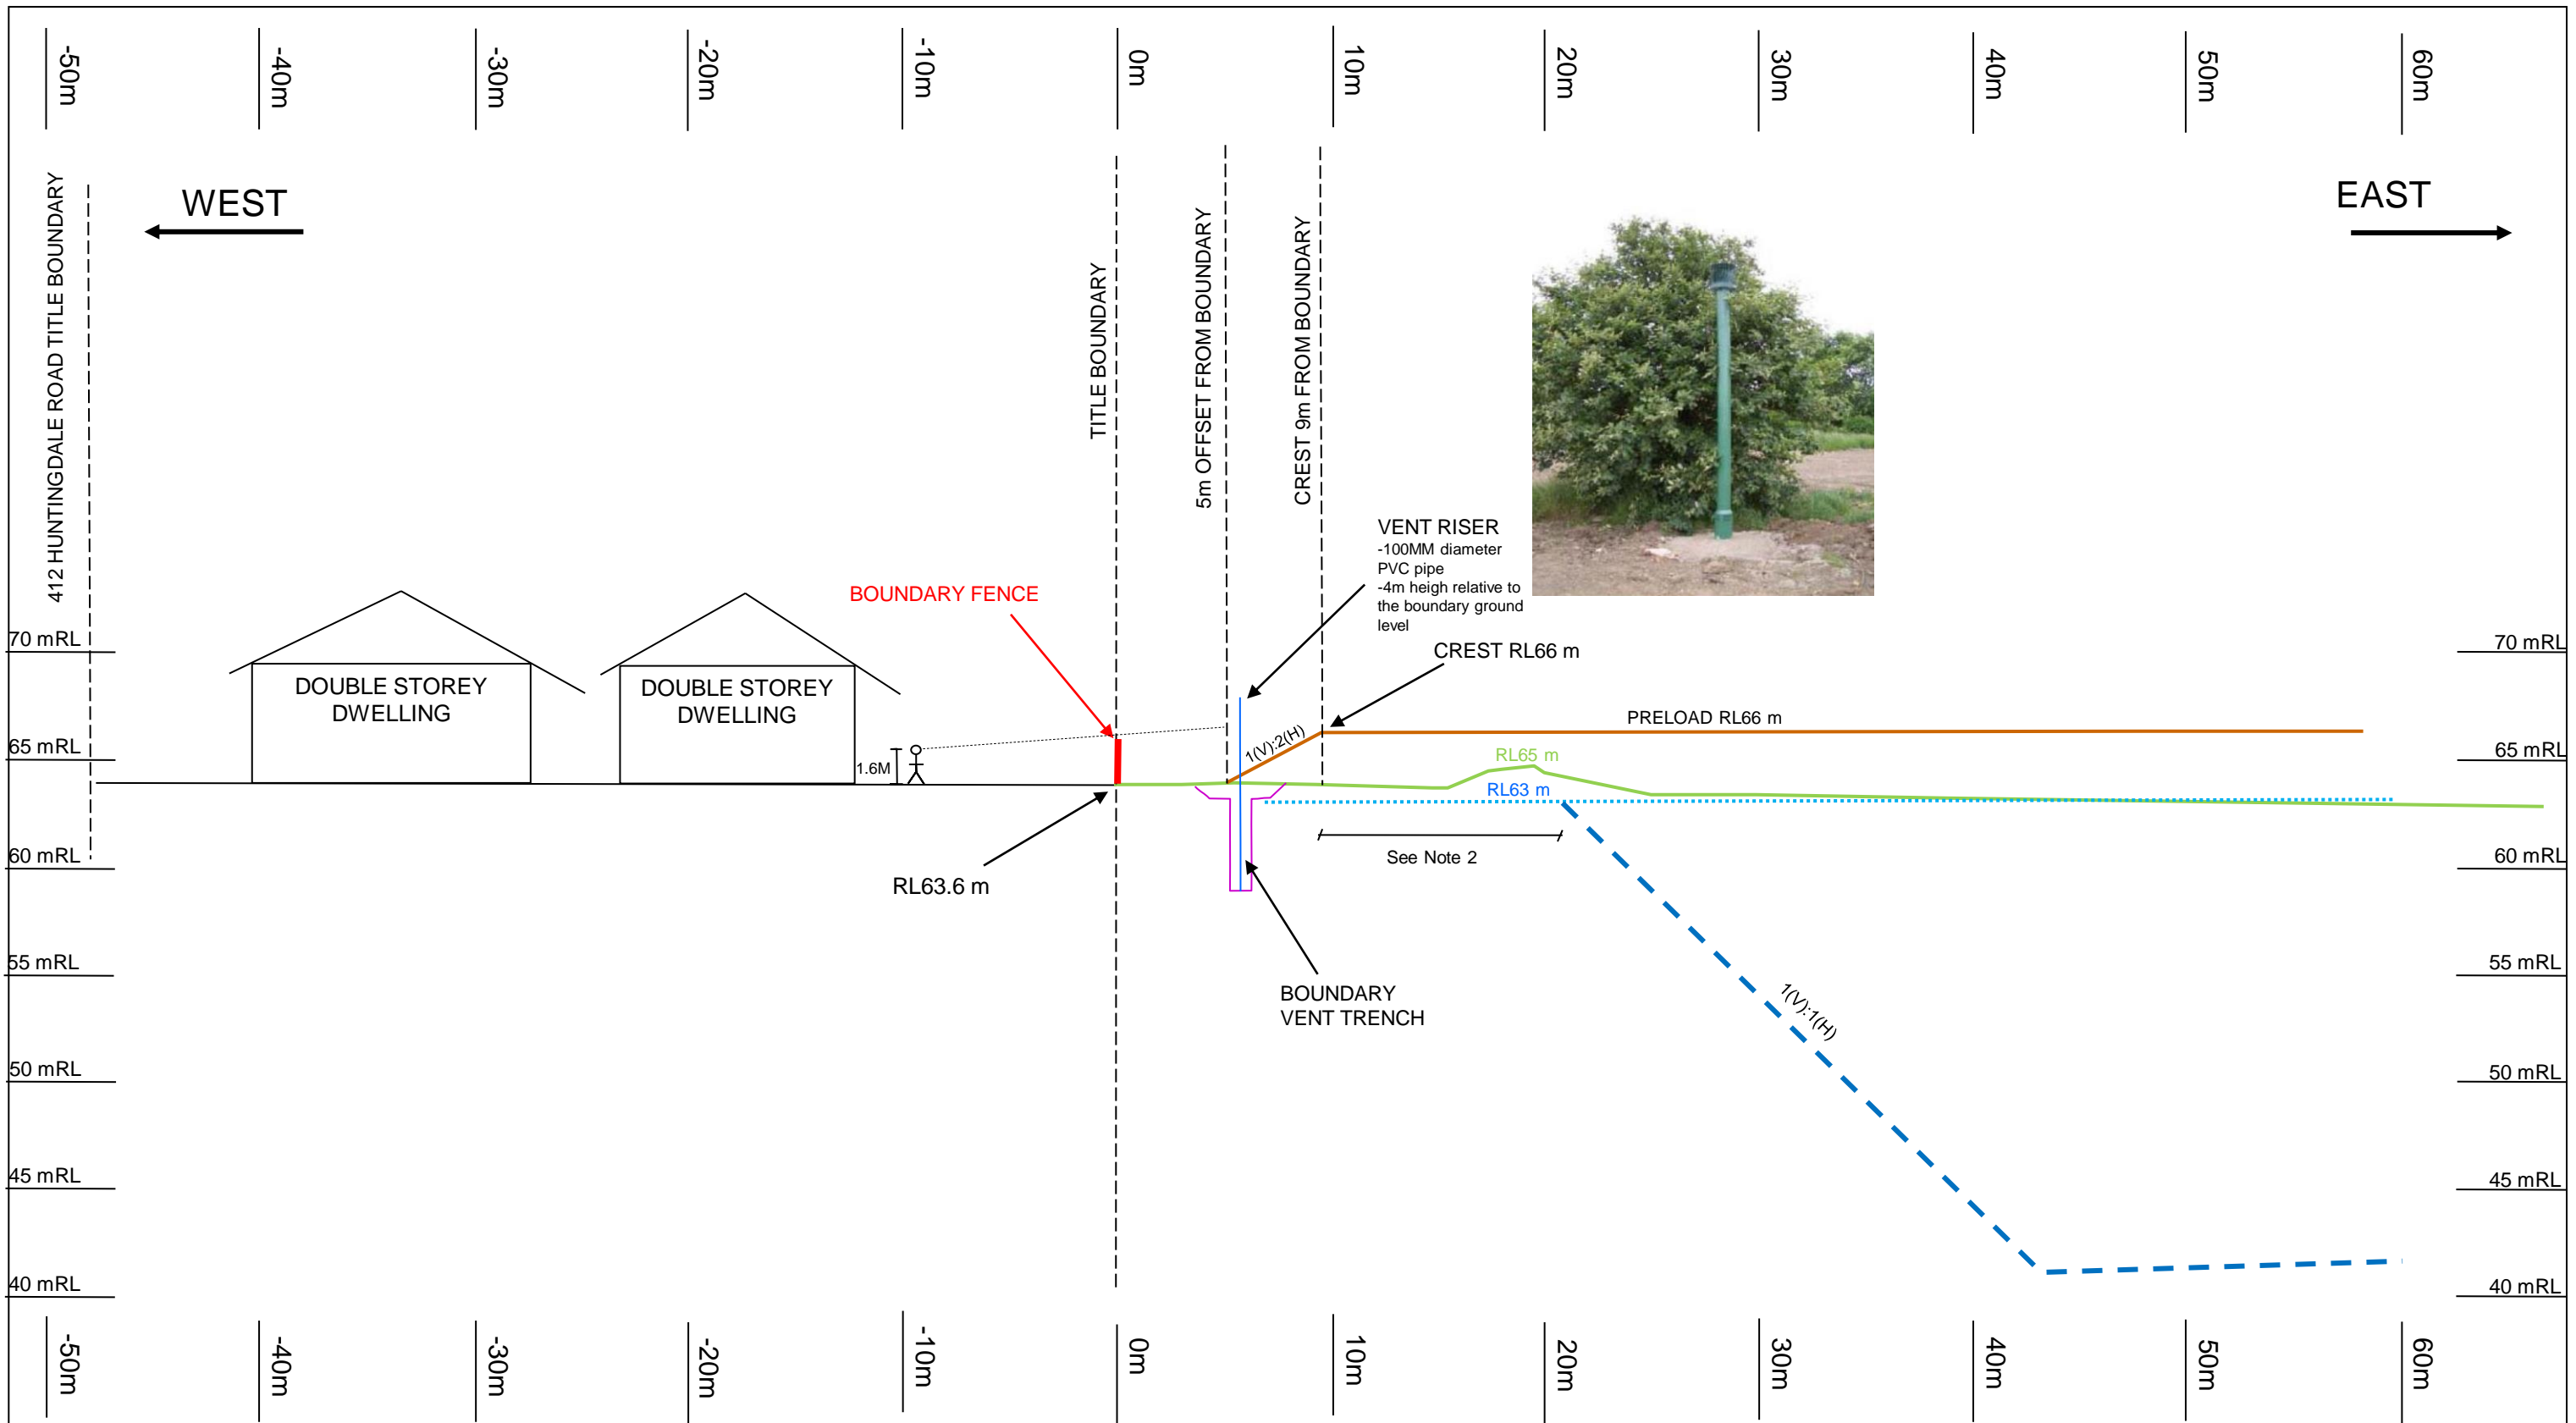 -50m
-40m
-30m
-20m
-10m
0m
10m
20m
30m
40m
50m
60m
WEST
EAST
412 HUNTINGDALE ROAD TITLE BOUNDARY
TITLE BOUNDARY
5m OFFSET FROM BOUNDARY
CREST 9m FROM BOUNDARY
VENT RISER
-100MM diameter
PVC pipe
-4m heigh relative to
the boundary ground
level
BOUNDARY FENCE
CREST RL66 m
70 mRL
70 mRL
DOUBLE STOREY
DWELLING
DOUBLE STOREY
DWELLING
PRELOAD RL66 m
1(V):2(H)
65 mRL
65 mRL
1.6M
RL65 m
RL63 m
See Note 2
60 mRL
60 mRL
RL63.6 m
55 mRL
55 mRL
BOUNDARY
VENT TRENCH
1(V):1(H)
50 mRL
50 mRL
45 mRL
45 mRL
40 mRL
40 mRL
-50m
-40m
-30m
-20m
-10m
0m
10m
20m
30m
40m
50m
60m